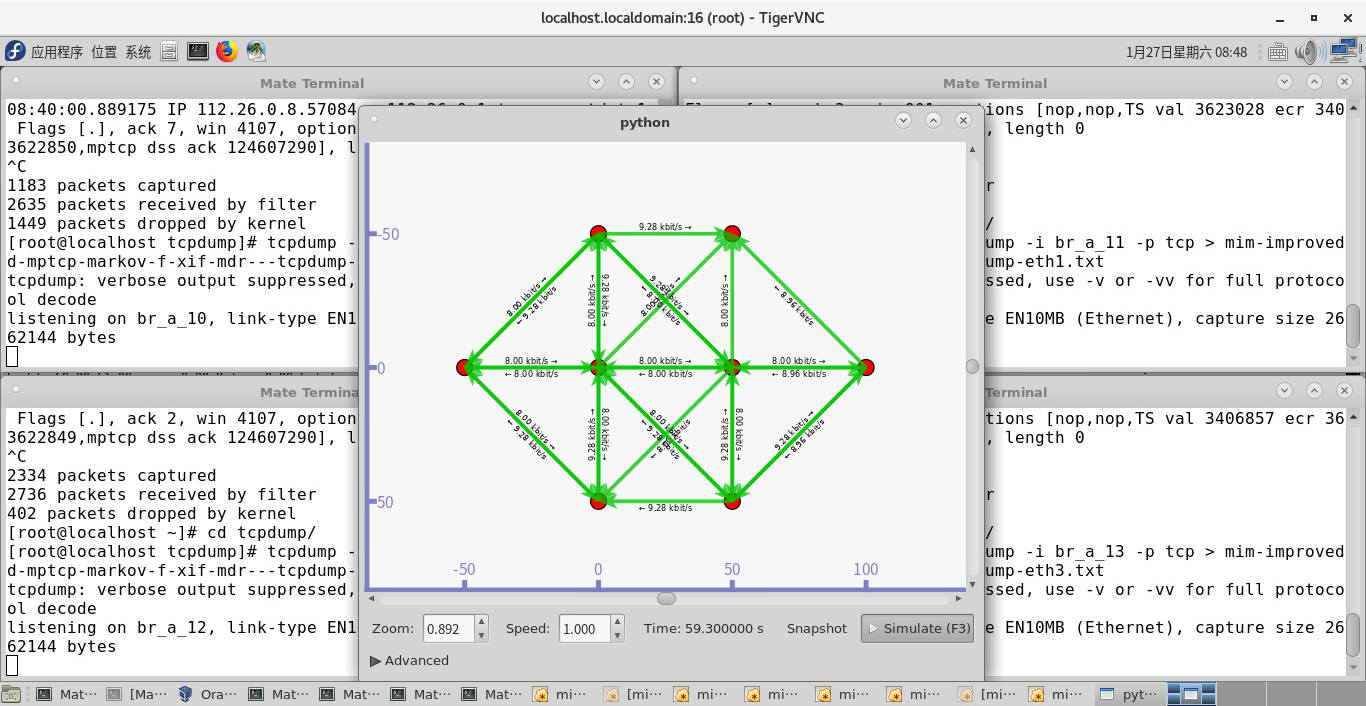 localhost.localdomain:16 (root) - TigerVNC
应用程序 位置 系统
1月27日星期六 08:48
Mate Terminal
08:40:00.889175 IP 112.26.0.8.57084
Flags [.], ack 7, win 4107, option
3622850,mptcp dss ack 124607290], l
^C
1183 packets captured
2635 packets received by filter
1449 packets dropped by kernel
[root@localhost tcpdump]# tcpdump -
d-mptcp-markov-f-xif-mdr---tcpdump-
tcpdump: verbose output suppressed,
ol decode
listening on br_a_10, link-type EN1
62144 bytes
Mate Terminal
tions [nop,nop,TS val 3623028 ecr 340
, length 0
r
/
ump -i br_a_11 -p tcp > mim-improved
ump-eth1.txt
ssed, use -v or -vv for full protoco
e EN10MB (Ethernet), capture size 26
Mate Terminal
Flags [.], ack 2, win 4107, option
3622849,mptcp dss ack 124607290], l
^C
2334 packets captured
2736 packets received by filter
402 packets dropped by kernel
[root@localhost ~]# cd tcpdump/
[root@localhost tcpdump]# tcpdump -
d-mptcp-markov-f-xif-mdr---tcpdump-
tcpdump: verbose output suppressed,
ol decode
listening on br_a_12, link-type EN1
62144 bytes
Terminal
tions [nop,nop,TS val 3406857 ecr 36
, length 0
r
/
ump -i br_a_13 -p tcp > mim-improved
ump-eth3.txt
ssed, use -v or -vv for full protoco
e EN10MB (Ethernet), capture size 26
python
-50
9.28 kbit/s →
8.00 kbit/s →
← 9.28 kbit/s
8.00 kbit/s →
9.28 kbit/s →
8.00 kbit/s →
← 8.96 kbit/s
0
8.00 kbit/s →
← 8.00 kbit/s
8.00 kbit/s →
← 8.00 kbit/s
8.00 kbit/s →
← 8.96 kbit/s
8.00 kbit/s →
← 9.28 kbit/s
9.28 kbit/s →
8.00 kbit/s →
9.28 kbit/s →
8.00 kbit/s →
9.28 kbit/s →
← 8.96 kbit/s
50
← 9.28 kbit/s
-50 0 50 100
Zoom: 0.892 Speed: 1.000 Time: 59.300000 s Snapshot Simulate (F3)
Advanced
Mat··· [Ma··· Ora··· Mat··· Mat··· Mat··· Mat··· mi··· [mi··· mi··· mi··· mi··· mi··· [mi··· mi··· pyt···